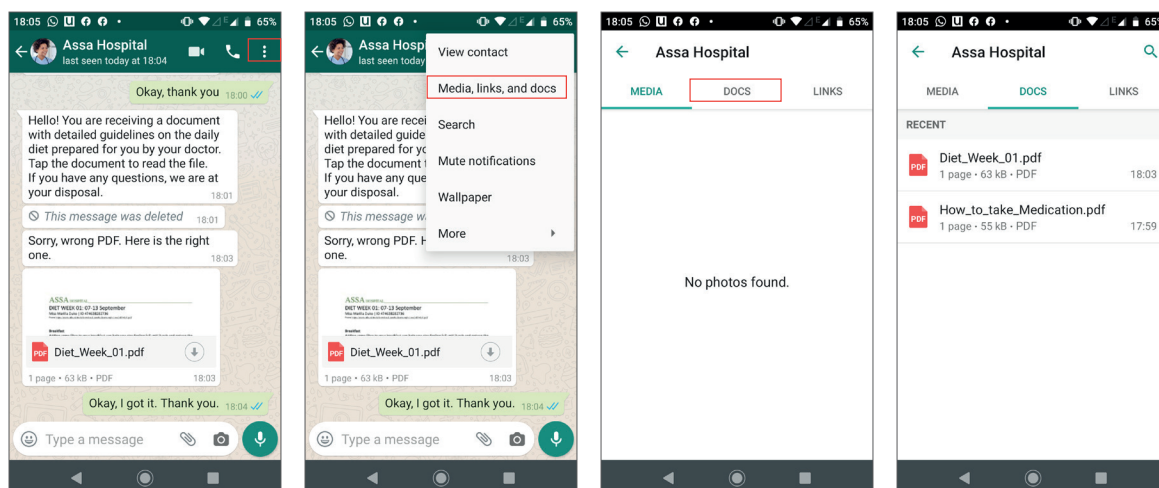 18:05 65%
Assa Hospital
last seen today at 18:04
Okay, thank you 18:00
Hello! You are receiving a document
with detailed guidelines on the daily
diet prepared for you by your doctor.
Tap the document to read the file.
If you have any questions, we are at
your disposal. 18:01
This message was deleted 18:01
Sorry, wrong PDF. Here is the right
one. 18:03
ASSA
DIET WEEK 01: 07-13 September
Breakfast
PDF Diet_Week_01.pdf
1 page • 63 kB • PDF 18:03
Okay, I got it. Thank you. 18:04
Type a message
18:05 65%
Assa Hospi
last seen today
View contact
Media, links, and docs
Search
Mute notifications
Wallpaper
More
Hello! You are recei
with detailed guide
diet prepared for yo
Tap the document t
If you have any que
your disposal.
This message wa
Sorry, wrong PDF. H
one. 18:03
ASSA
DIET WEEK 01: 07-13 September
Breakfast
PDF Diet_Week_01.pdf
1 page • 63 kB • PDF 18:03
Okay, I got it. Thank you. 18:04
Type a message
18:05 65%
Assa Hospital
MEDIA DOCS LINKS
No photos found.
18:05 65%
Assa Hospital
MEDIA DOCS LINKS
RECENT
PDF Diet_Week_01.pdf
1 page • 63 kB • PDF 18:03
PDF How_to_take_Medication.pdf
1 page • 55 kB • PDF 17:59